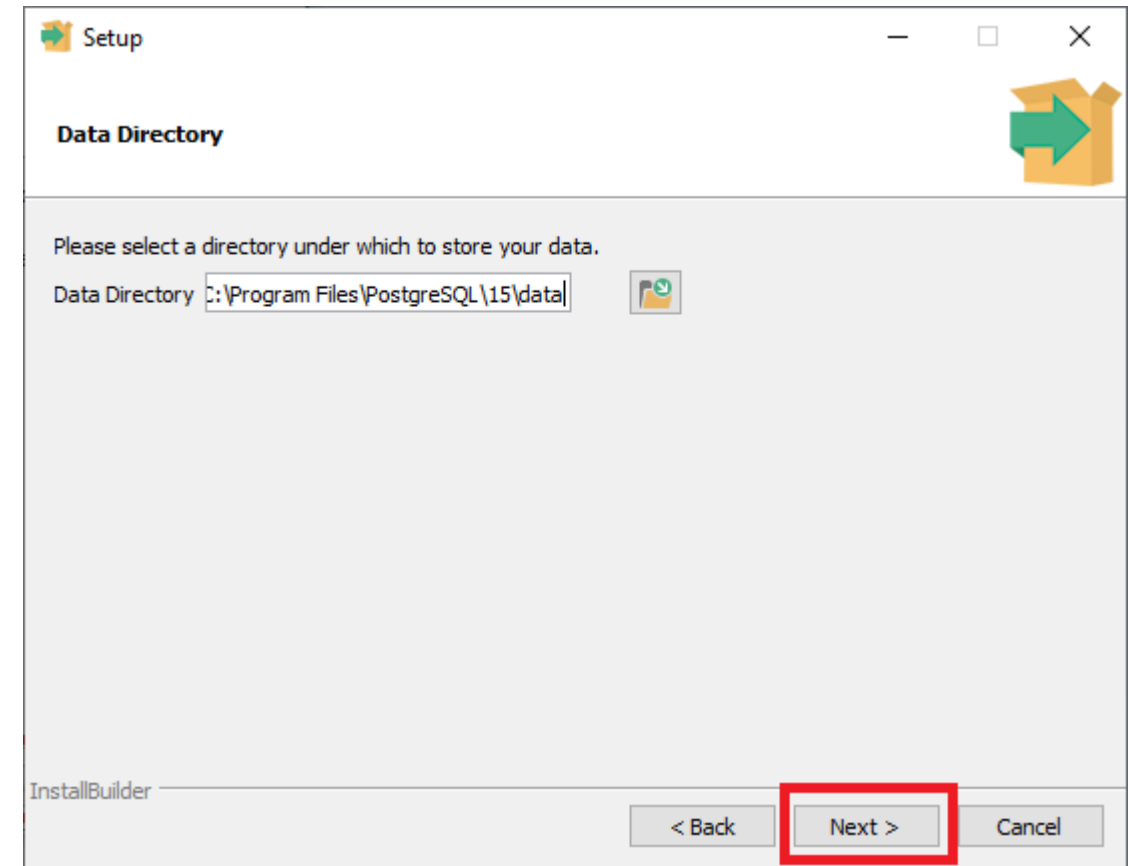 Setup
Data Directory
Please select a directory under which to store your data.
Data Directory C:\Program Files\PostgreSQL\15\data
InstallBuilder
< Back Next > Cancel